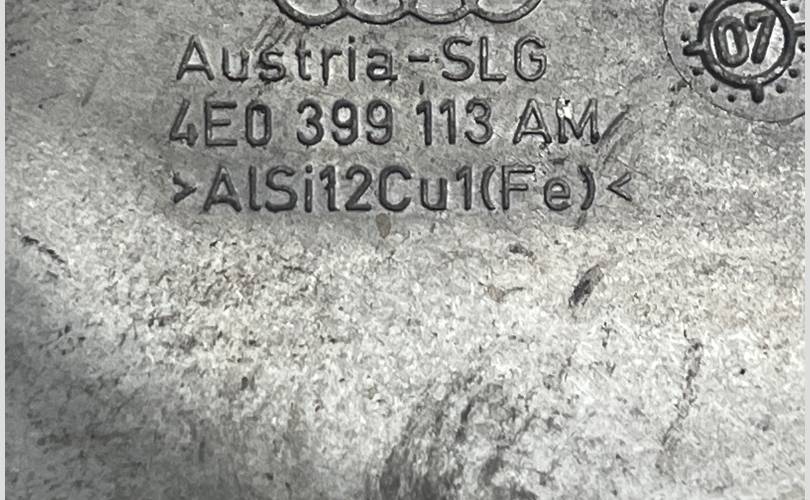 07
Austria-SLG
4E0 399 113 AM
>AlSi12Cu1(Fe)<